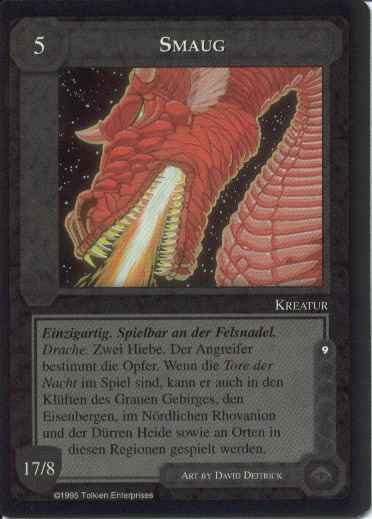 5
SMAUG
KREATUR
Einzigartig. Spielbar an der Felsnadel.
Drache. Zwei Hiebe. Der Angreifer
bestimmt die Opfer. Wenn die Tore der
Nacht im Spiel sind, kann er auch in den
Klüften des Grauen Gebirges, den
Eisenbergen, im Nördlichen Rhovanion
und der Dürren Heide sowie an Orten in
diesen Regionen gespielt werden.
9
17/8
ART BY DAVID DEITRICK
©1995 Tolkien Enterprises